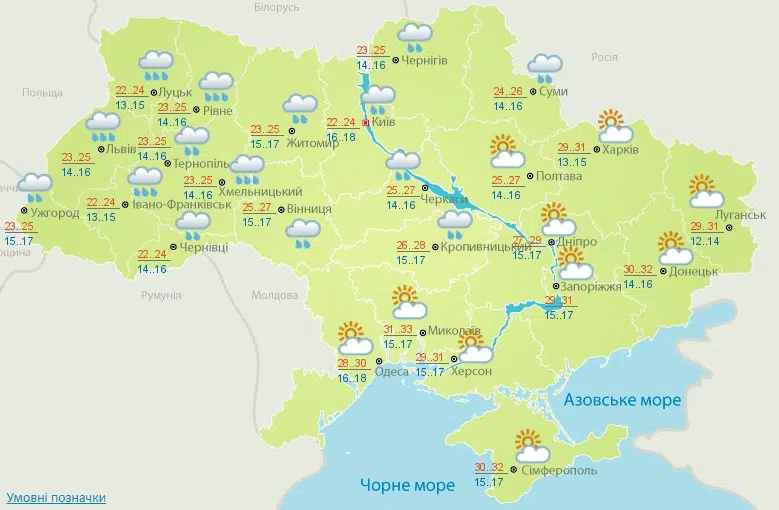 Білорусь
Росія
Польща
23..25
14..16
Чернігів
22..24
13..15
Луцьк
23..25
14..16
Рівне
24..26
14..16
Суми
23..25
15..17
Житомир
22..24
16..18
Київ
29..31
13..15
Харків
23..25
14..16
Львів
23..25
14..16
Тернопіль
23..25
14..16
Хмельницький
25..27
14..16
Полтава
25..27
14..16
Черкаси
23..25
15..17
Ужгород
22..24
13..15
Івано-Франківськ
25..27
15..17
Вінниця
29..31
12..14
Луганськ
22..24
14..16
Чернівці
26..28
15..17
Кропивницький
27..29
15..17
Дніпро
30..32
14..16
Донецьк
29..31
15..17
Запоріжжя
Румунія
Молдова
31..33
15..17
Миколаїв
28..30
16..18
Одеса
29..31
15..17
Херсон
Азовське море
30..32
15..17
Сімферополь
Чорне море
Умовні позначки